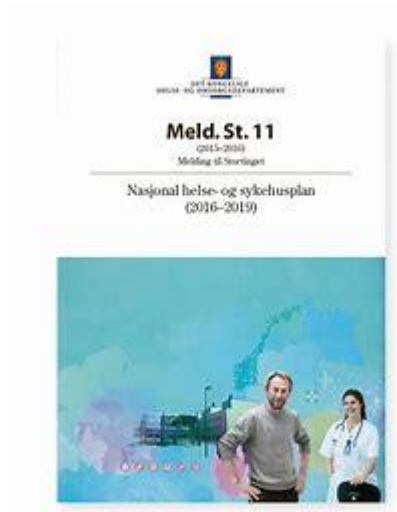 DET KONGELIGE
HELSE- OG OMSORGSDEPARTEMENT
Meld. St. 11
(2015–2016)
Melding til Stortinget
Nasjonal helse- og sykehusplan
(2016–2019)